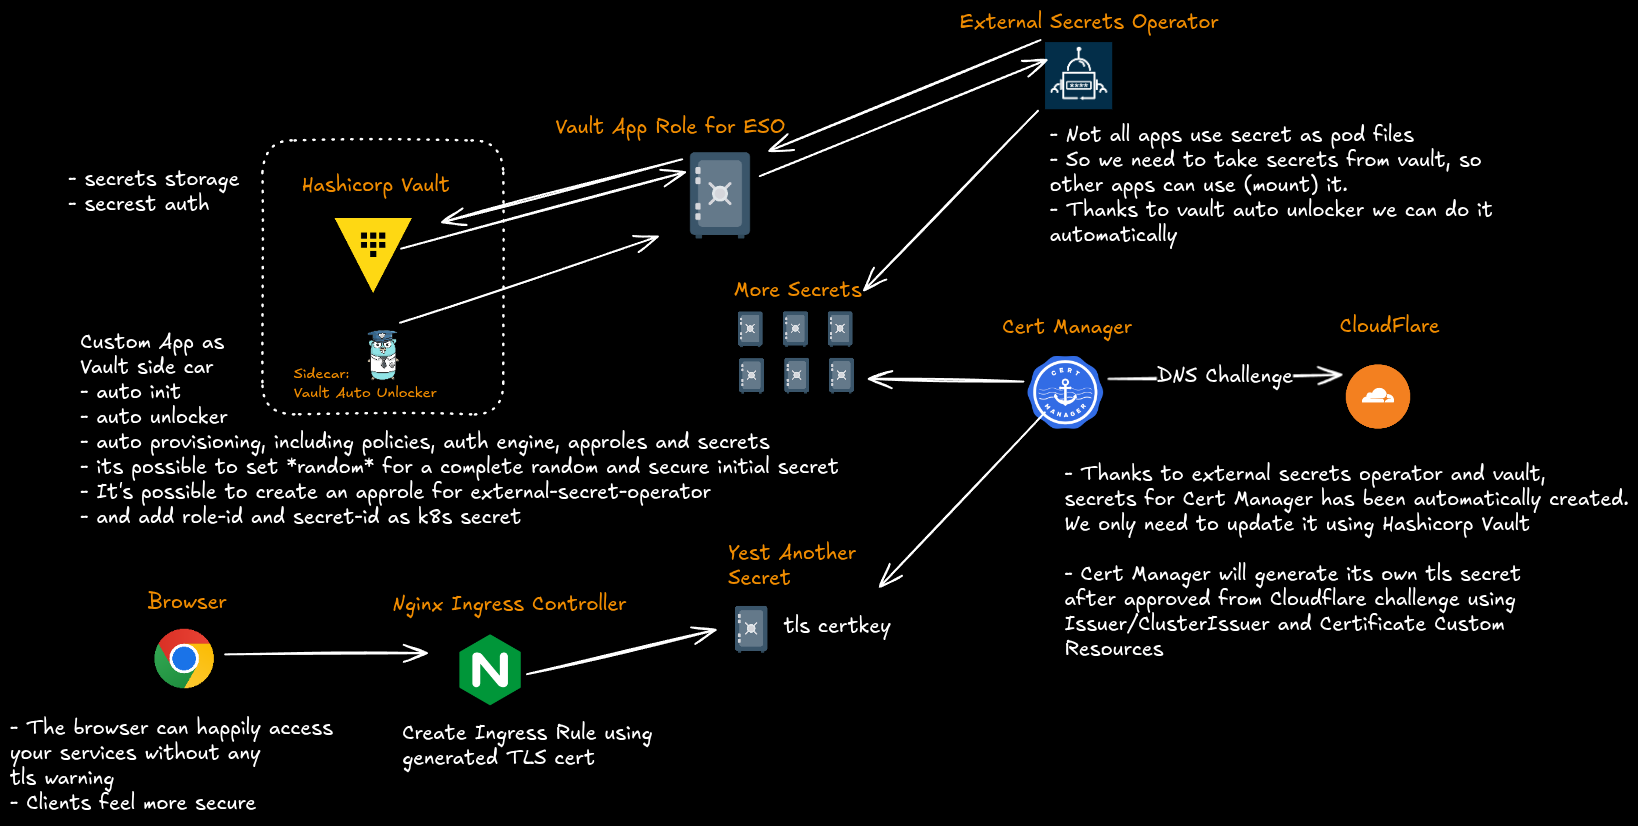 External Secrets Operator
****
- Not all apps use secret as pod files
- So we need to take secrets from vault, so
other apps can use (mount) it.
- Thanks to vault auto unlocker we can do it
automatically
Vault App Role for ESO
- secrets storage
- secrest auth
Hashicorp Vault
Sidecar:
Vault Auto Unlocker
Custom App as
Vault side car
- auto init
- auto unlocker
- auto provisioning, including policies, auth engine, approles and secrets
- its possible to set *random* for a complete random and secure initial secret
- It's possible to create an approle for external-secret-operator
- and add role-id and secret-id as k8s secret
More Secrets
Cert Manager
CERT
MANAGER
DNS Challenge
CloudFlare
- Thanks to external secrets operator and vault,
secrets for Cert Manager has been automatically created.
We only need to update it using Hashicorp Vault
- Cert Manager will generate its own tls secret
after approved from Cloudflare challenge using
Issuer/ClusterIssuer and Certificate Custom
Resources
Yest Another
Secret
tls certkey
Browser
- The browser can happily access
your services without any
tls warning
- Clients feel more secure
Nginx Ingress Controller
N
Create Ingress Rule using
generated TLS cert